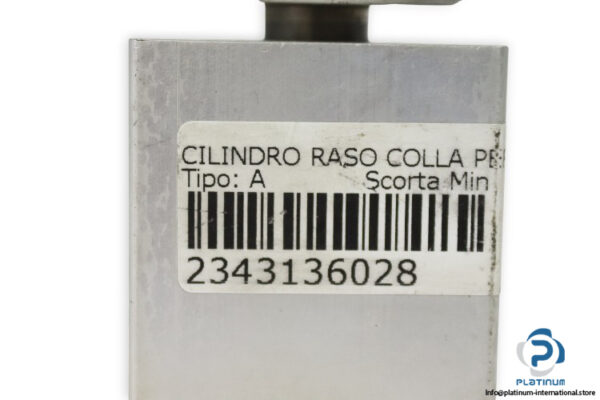 CILINDRO RASO COLLA
Tipo: A Scorta Min
2343136028
PLATINUM
info@platinum-international.store